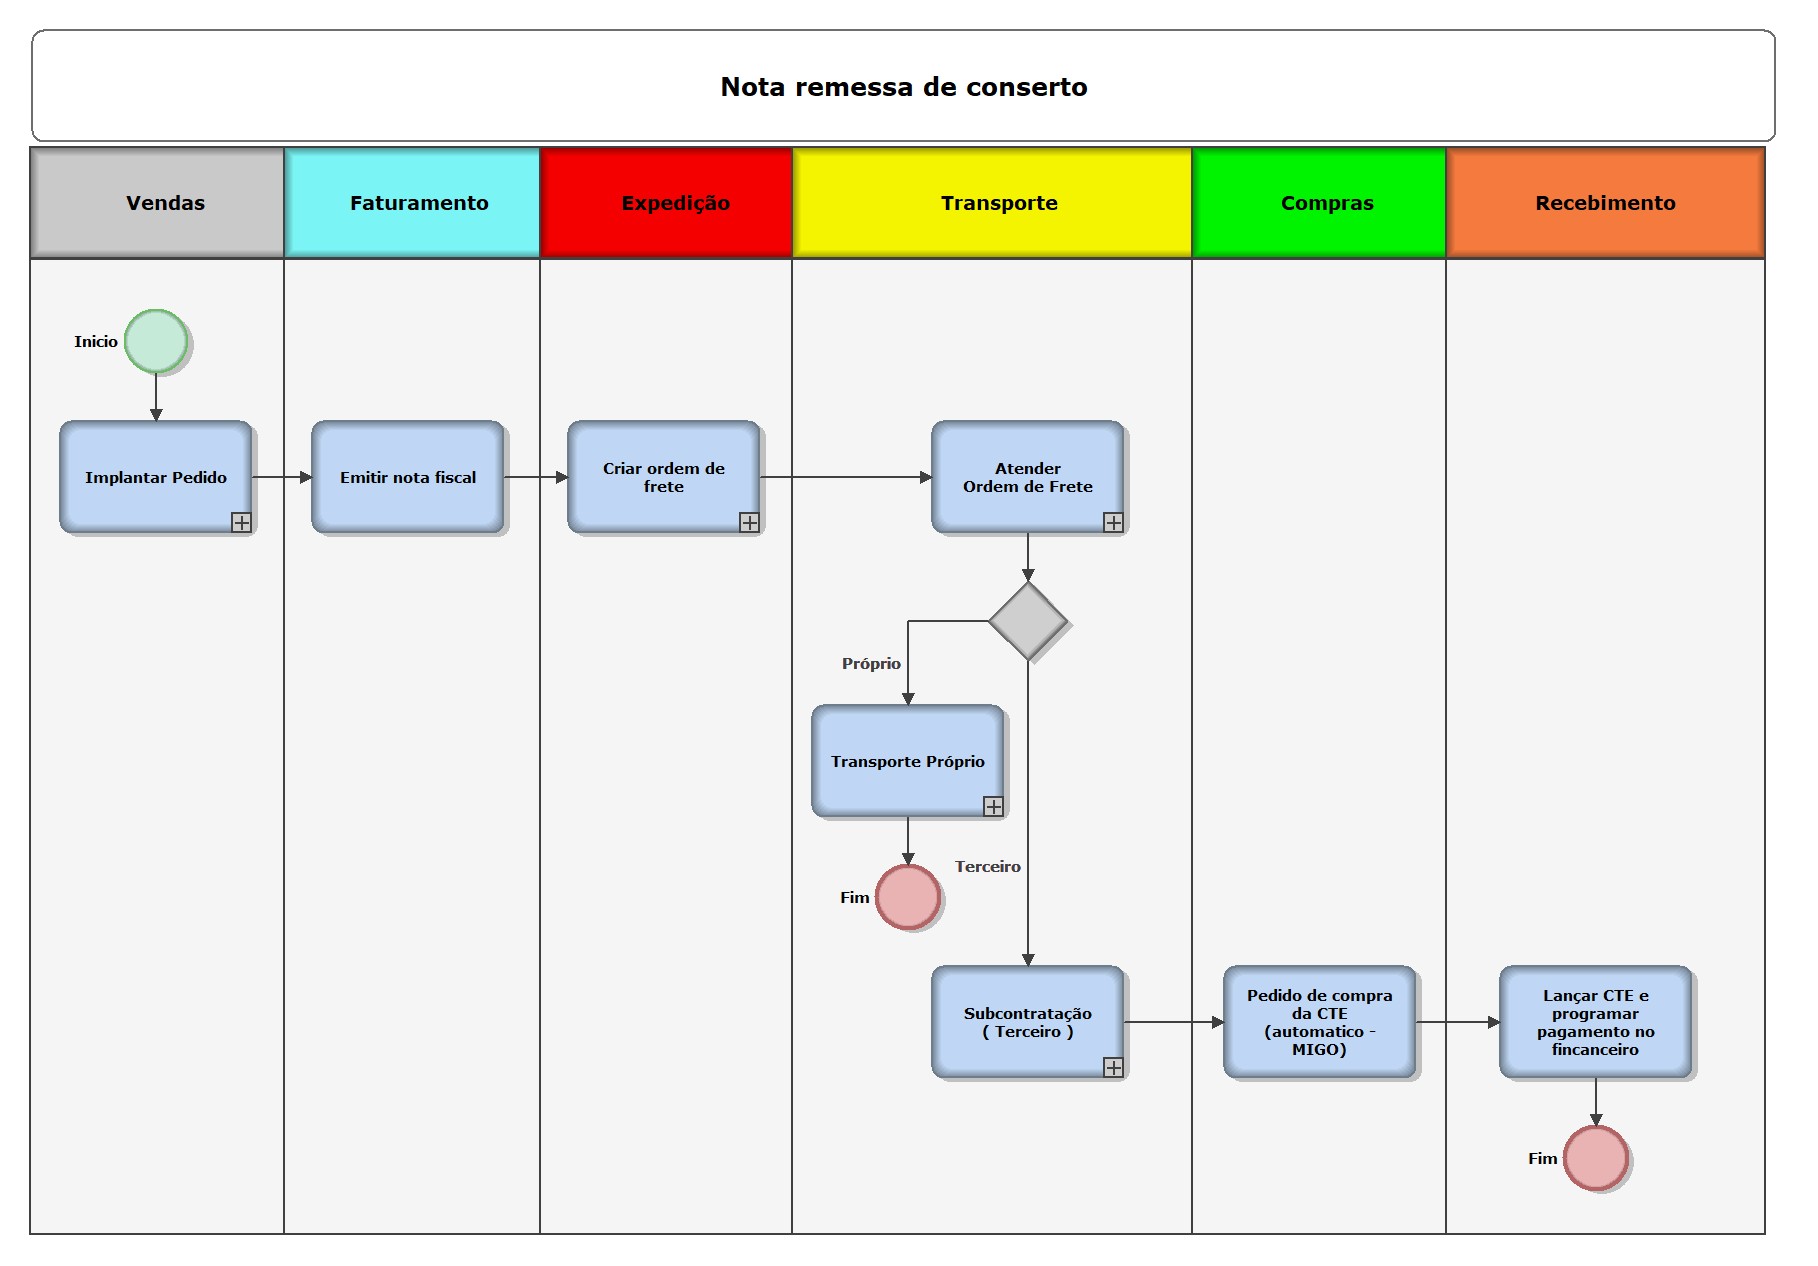 Nota remessa de conserto
Vendas
Faturamento
Expedição
Transporte
Compras
Recebimento
Inicio
Implantar Pedido
Emitir nota fiscal
Criar ordem de
frete
Atender
Ordem de Frete
Próprio
Transporte Próprio
Terceiro
Fim
Subcontratação
( Terceiro )
Pedido de compra
da CTE
(automatico -
MIGO)
Lançar CTE e
programar
pagamento no
fincanceiro
Fim